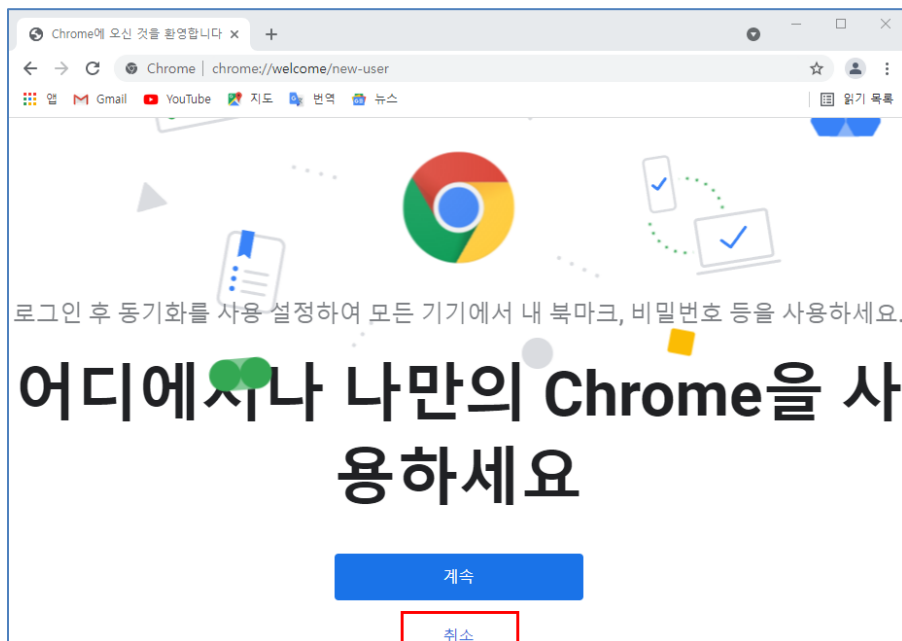 Chrome에 오신 것을 환영합니다
Chrome | chrome://welcome/new-user
앱 Gmail YouTube 지도 번역 뉴스 읽기 목록
로그인 후 동기화를 사용 설정하여 모든 기기에서 내 북마크, 비밀번호 등을 사용하세요.
어디에서나 나만의 Chrome을 사
용하세요
계속
취소